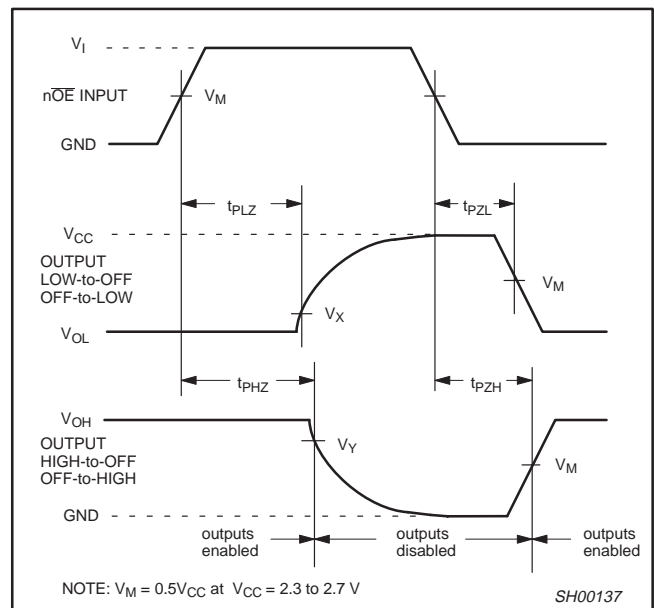 V_I
nOE INPUT
V_M
GND
t_PLZ
t_PZL
V_CC
OUTPUT
LOW-to-OFF
OFF-to-LOW
V_M
V_X
V_OL
t_PHZ
t_PZH
V_OH
OUTPUT
HIGH-to-OFF
OFF-to-HIGH
V_Y
V_M
GND
outputs
enabled
outputs
disabled
outputs
enabled
NOTE: V_M = 0.5V_CC at V_CC = 2.3 to 2.7 V
SH00137